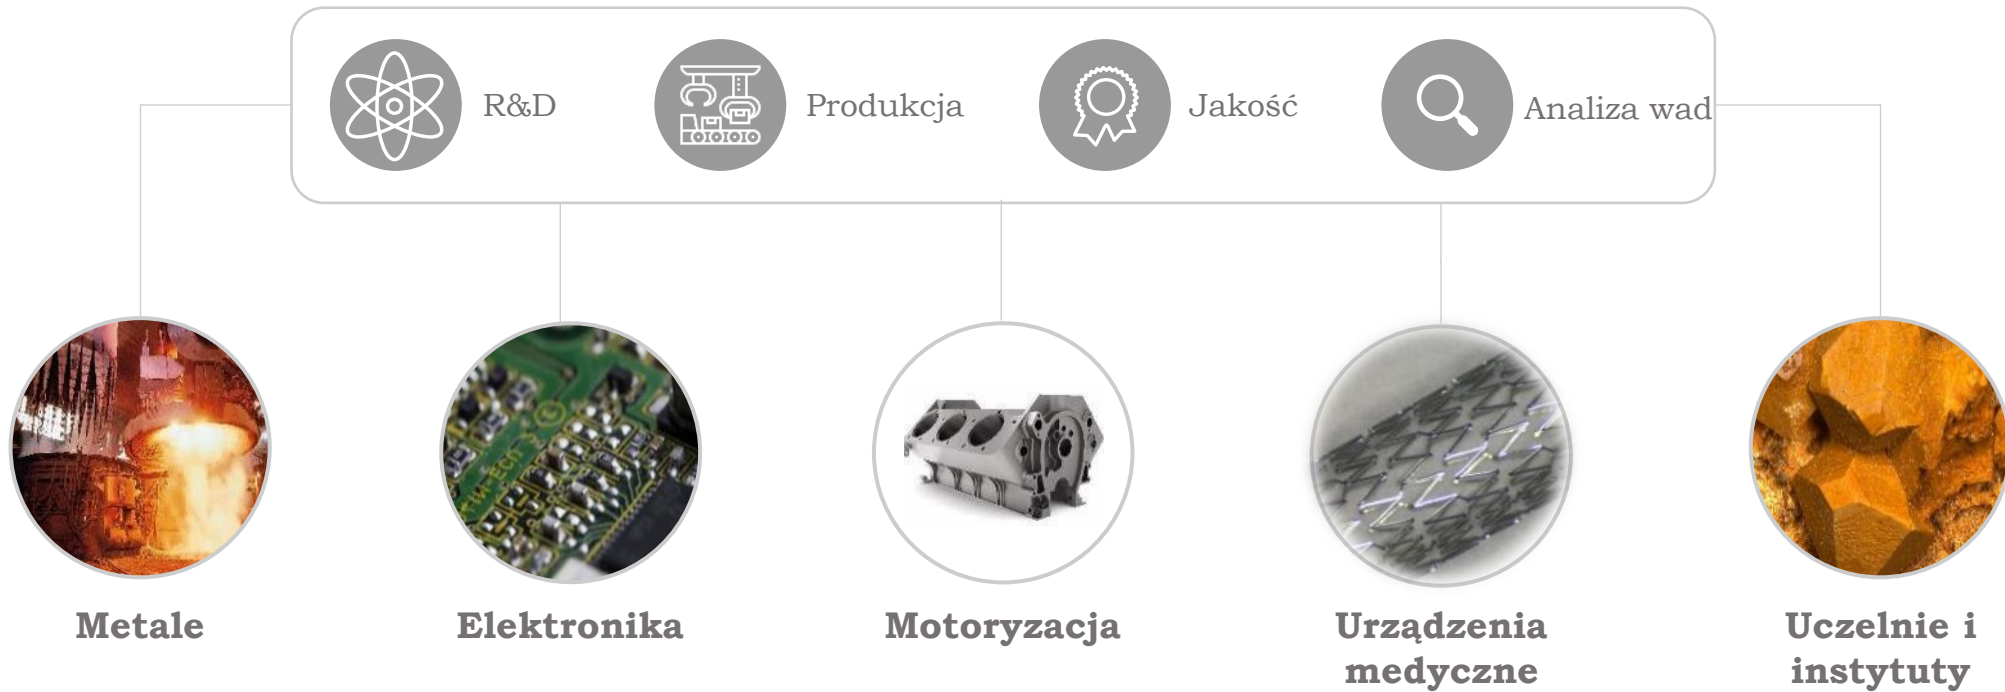 R&D
Produkcja
Jakość
Analiza wad
Metale
Elektronika
Motoryzacja
Urządzenia
medyczne
Uczelnie i
instytuty